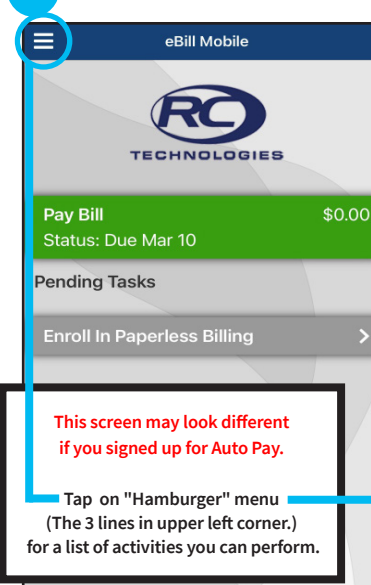 eBill Mobile
RC
TECHNOLOGIES
Pay Bill $0.00
Status: Due Mar 10
Pending Tasks
Enroll In Paperless Billing
This screen may look different
if you signed up for Auto Pay.
Tap on "Hamburger" menu
(The 3 lines in upper left corner.)
for a list of activities you can perform.